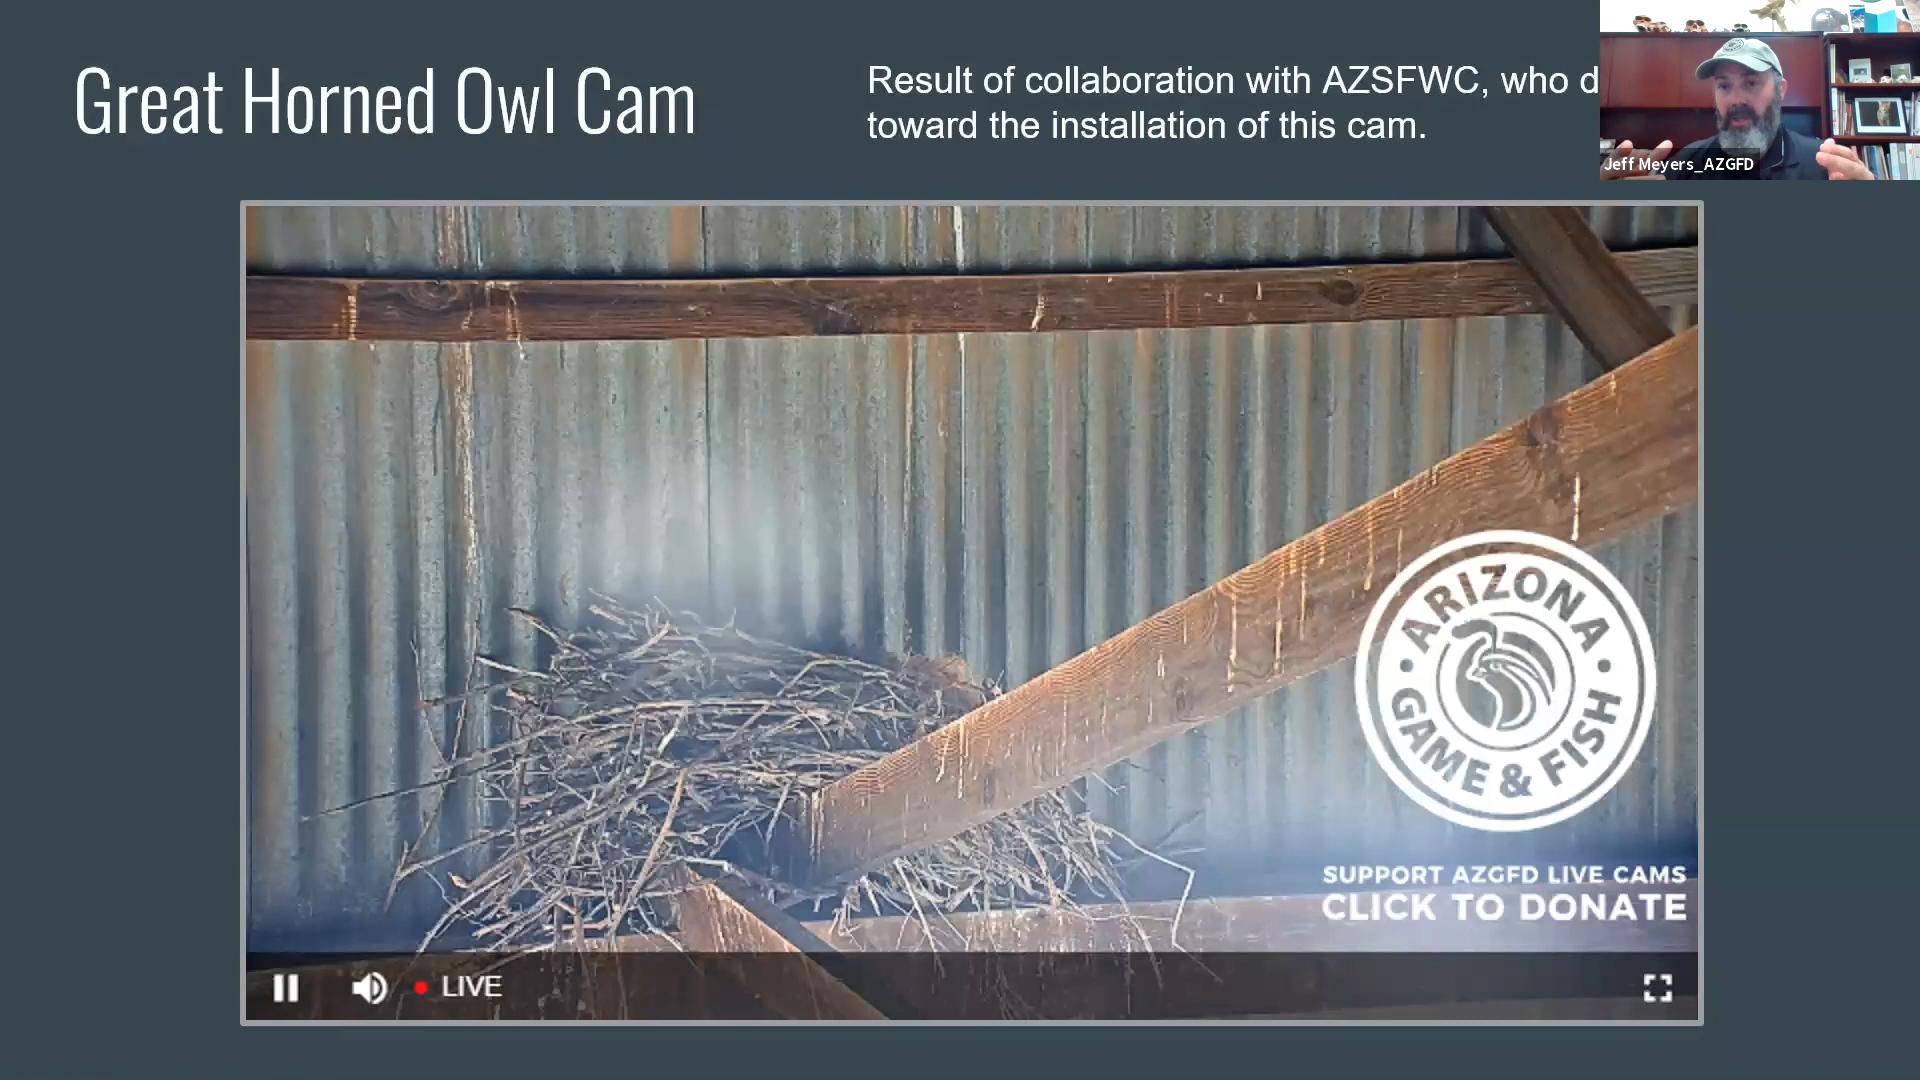 Great Horned Owl Cam
Result of collaboration with AZSFWC, who
toward the installation of this cam.
Jeff Meyers_AZGFD
ARIZONA
GAME & FISH
SUPPORT AZGFD LIVE CAMS
CLICK TO DONATE
LIVE